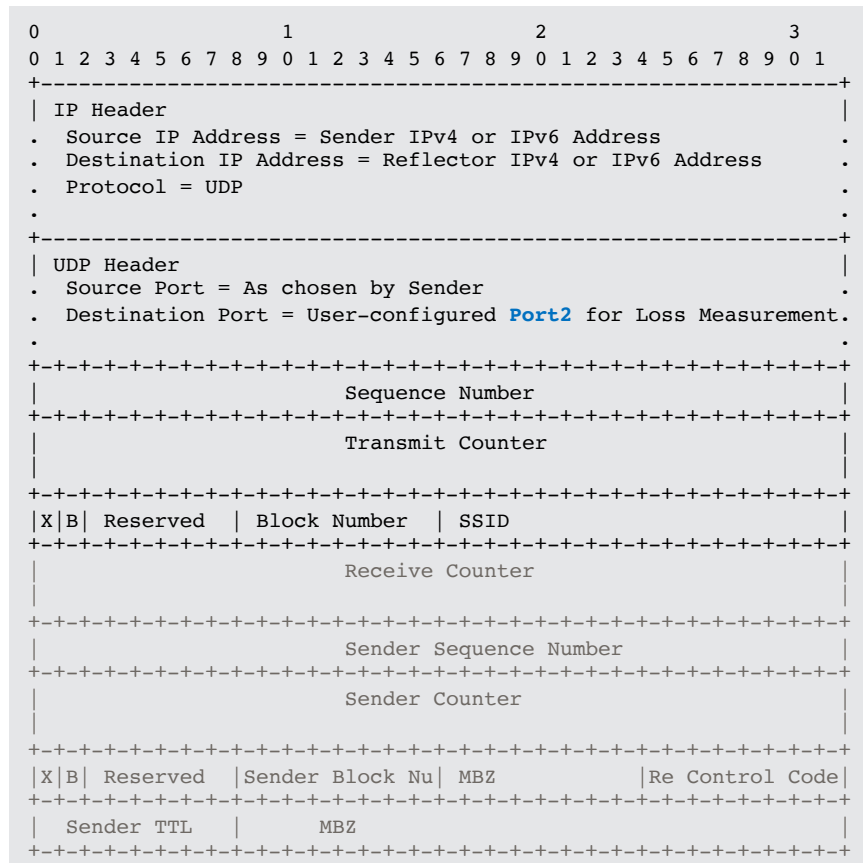 0                   1                   2                   3
0 1 2 3 4 5 6 7 8 9 0 1 2 3 4 5 6 7 8 9 0 1 2 3 4 5 6 7 8 9 0 1
+---------------------------------------------------------------+
| IP Header                                                     |
.  Source IP Address = Sender IPv4 or IPv6 Address              .
.  Destination IP Address = Reflector IPv4 or IPv6 Address      .
.  Protocol = UDP                                               .
.                                                               .
+---------------------------------------------------------------+
| UDP Header                                                    |
.  Source Port = As chosen by Sender                            .
.  Destination Port = User-configured Port2 for Loss Measurement.
.                                                               .
+-+-+-+-+-+-+-+-+-+-+-+-+-+-+-+-+-+-+-+-+-+-+-+-+-+-+-+-+-+-+-+-+
|                        Sequence Number                        |
+-+-+-+-+-+-+-+-+-+-+-+-+-+-+-+-+-+-+-+-+-+-+-+-+-+-+-+-+-+-+-+-+
|                        Transmit Counter                       |
|                                                               |
+-+-+-+-+-+-+-+-+-+-+-+-+-+-+-+-+-+-+-+-+-+-+-+-+-+-+-+-+-+-+-+-+
|X|B| Reserved  | Block Number  | SSID                          |
+-+-+-+-+-+-+-+-+-+-+-+-+-+-+-+-+-+-+-+-+-+-+-+-+-+-+-+-+-+-+-+-+
|                        Receive Counter                        |
|                                                               |
+-+-+-+-+-+-+-+-+-+-+-+-+-+-+-+-+-+-+-+-+-+-+-+-+-+-+-+-+-+-+-+-+
|                        Sender Sequence Number                 |
+-+-+-+-+-+-+-+-+-+-+-+-+-+-+-+-+-+-+-+-+-+-+-+-+-+-+-+-+-+-+-+-+
|                        Sender Counter                         |
|                                                               |
+-+-+-+-+-+-+-+-+-+-+-+-+-+-+-+-+-+-+-+-+-+-+-+-+-+-+-+-+-+-+-+-+
|X|B| Reserved  |Sender Block Nu| MBZ           |Re Control Code|
+-+-+-+-+-+-+-+-+-+-+-+-+-+-+-+-+-+-+-+-+-+-+-+-+-+-+-+-+-+-+-+-+
|  Sender TTL   |      MBZ                                      |
+-+-+-+-+-+-+-+-+-+-+-+-+-+-+-+-+-+-+-+-+-+-+-+-+-+-+-+-+-+-+-+-+